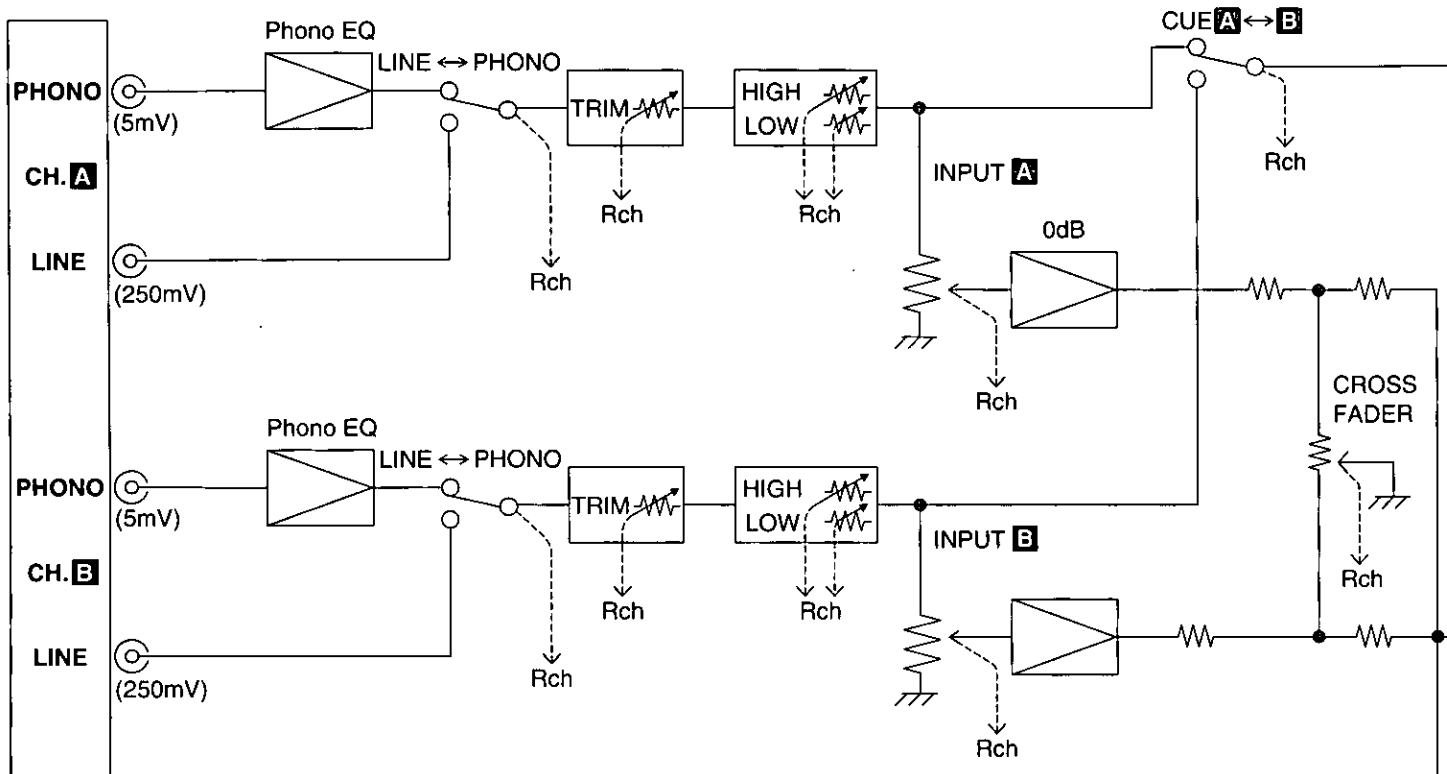 CUE A ↔ B
Phono EQ
LINE ↔ PHONO
PHONO
(5mV)
TRIM
HIGH
LOW
CH. A
Rch
Rch
Rch
Rch
INPUT A
0dB
LINE
(250mV)
Rch
Rch
CROSS
FADER
Phono EQ
LINE ↔ PHONO
PHONO
(5mV)
TRIM
HIGH
LOW
INPUT B
CH. B
Rch
Rch
Rch
LINE
(250mV)
Rch
Rch